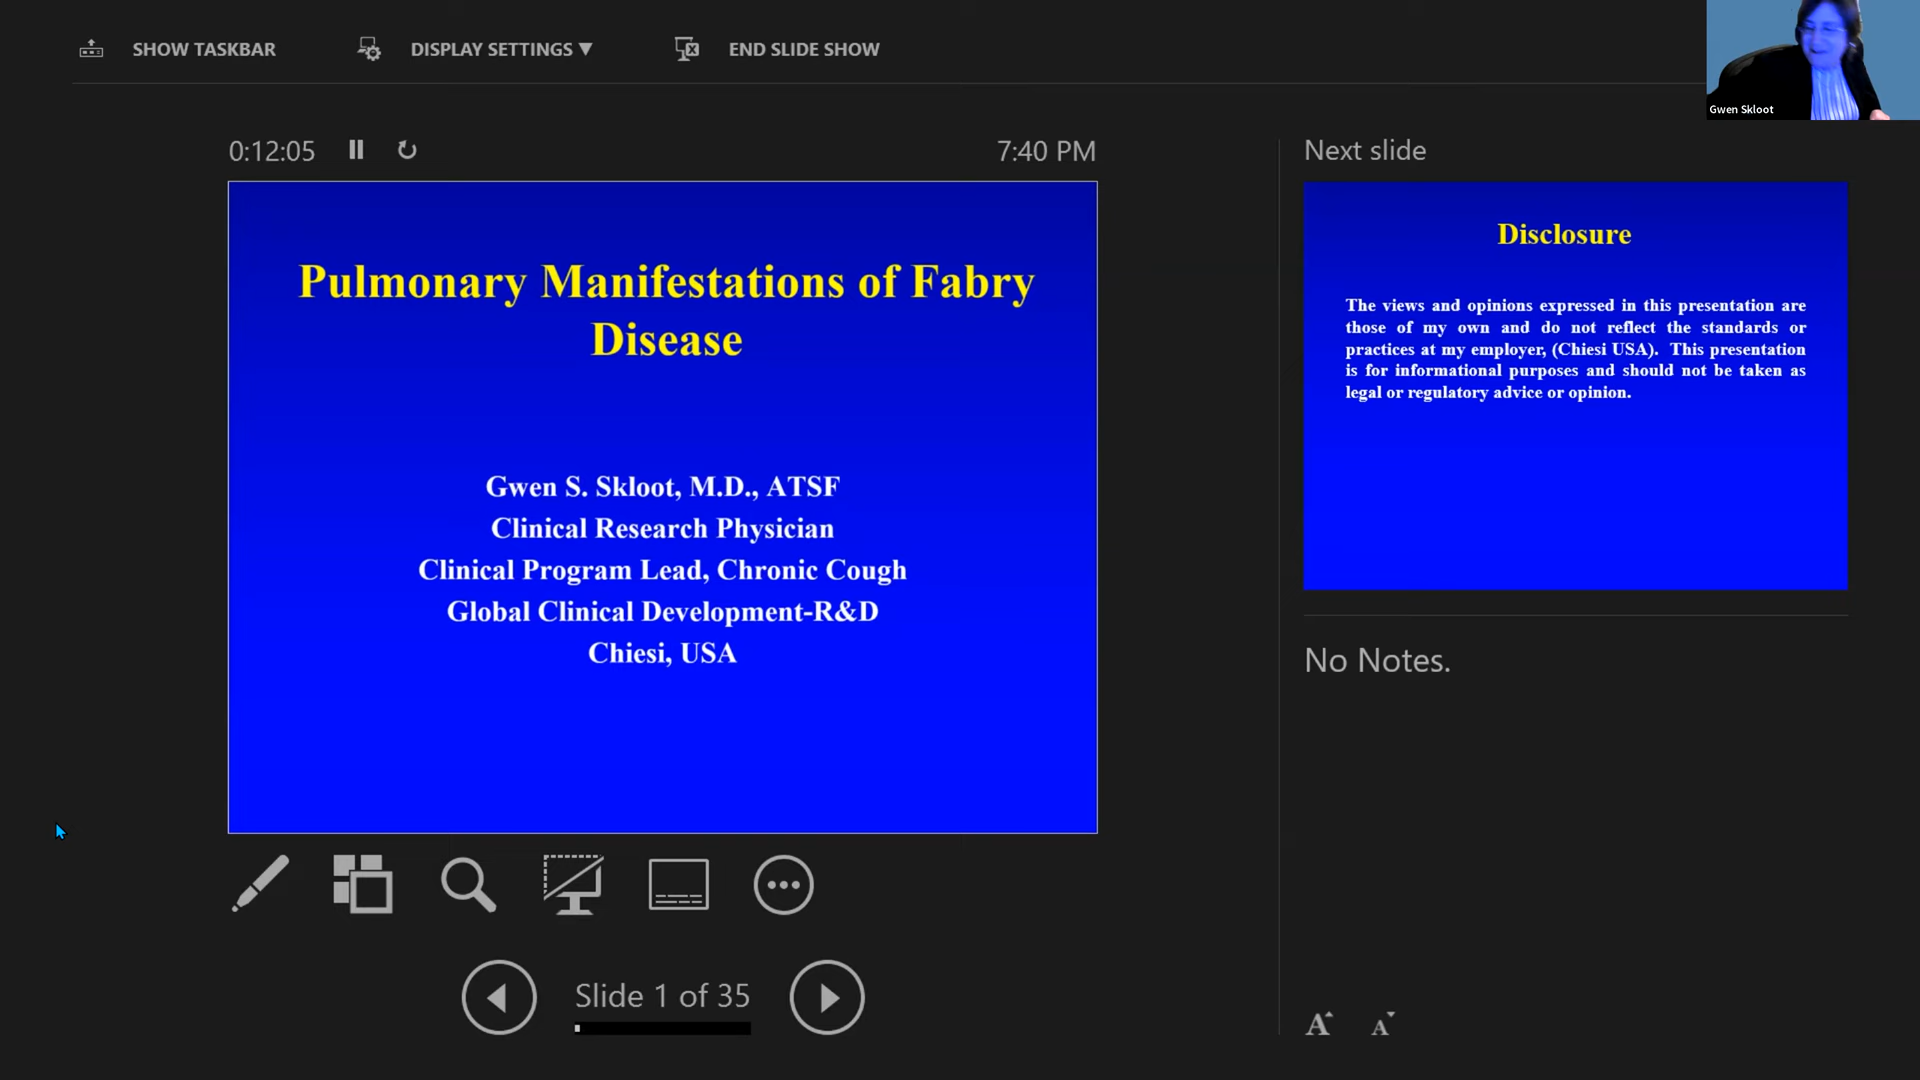 SHOW TASKBAR
DISPLAY SETTINGS ▼
END SLIDE SHOW
Gwen Skloot
0:12:05
7:40 PM
Next slide
Pulmonary Manifestations of Fabry
Disease
Gwen S. Skloot, M.D., ATSF
Clinical Research Physician
Clinical Program Lead, Chronic Cough
Global Clinical Development-R&D
Chiesi, USA
Disclosure
The views and opinions expressed in this presentation are
those of my own and do not reflect the standards or
practices at my employer, (Chiesi USA). This presentation
is for informational purposes and should not be taken as
legal or regulatory advice or opinion.
No Notes.
Slide 1 of 35
A A